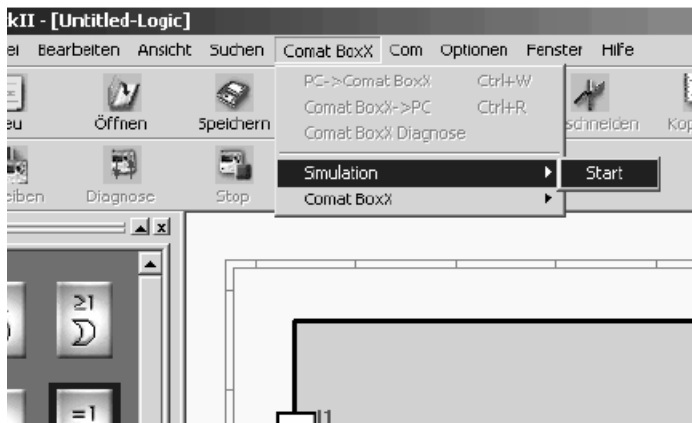 kII - [Untitled-Logic]
ei Bearbeiten Ansicht Suchen Comat BoxX Com Optionen Fenster Hilfe
PC->Comat BoxX Ctrl+W
Comat BoxX->PC Ctrl+R
Comat BoxX Diagnose
Simulation Start
Comat BoxX
eu Öffnen Speichern schneiden Kop
eiben Diagnose Stop
≥1
=1
I1